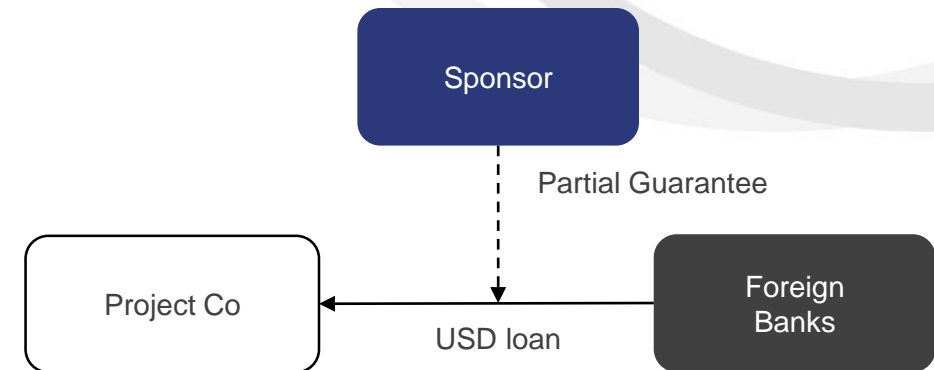 Sponsor
Partial Guarantee
Project Co
USD loan
Foreign
Banks